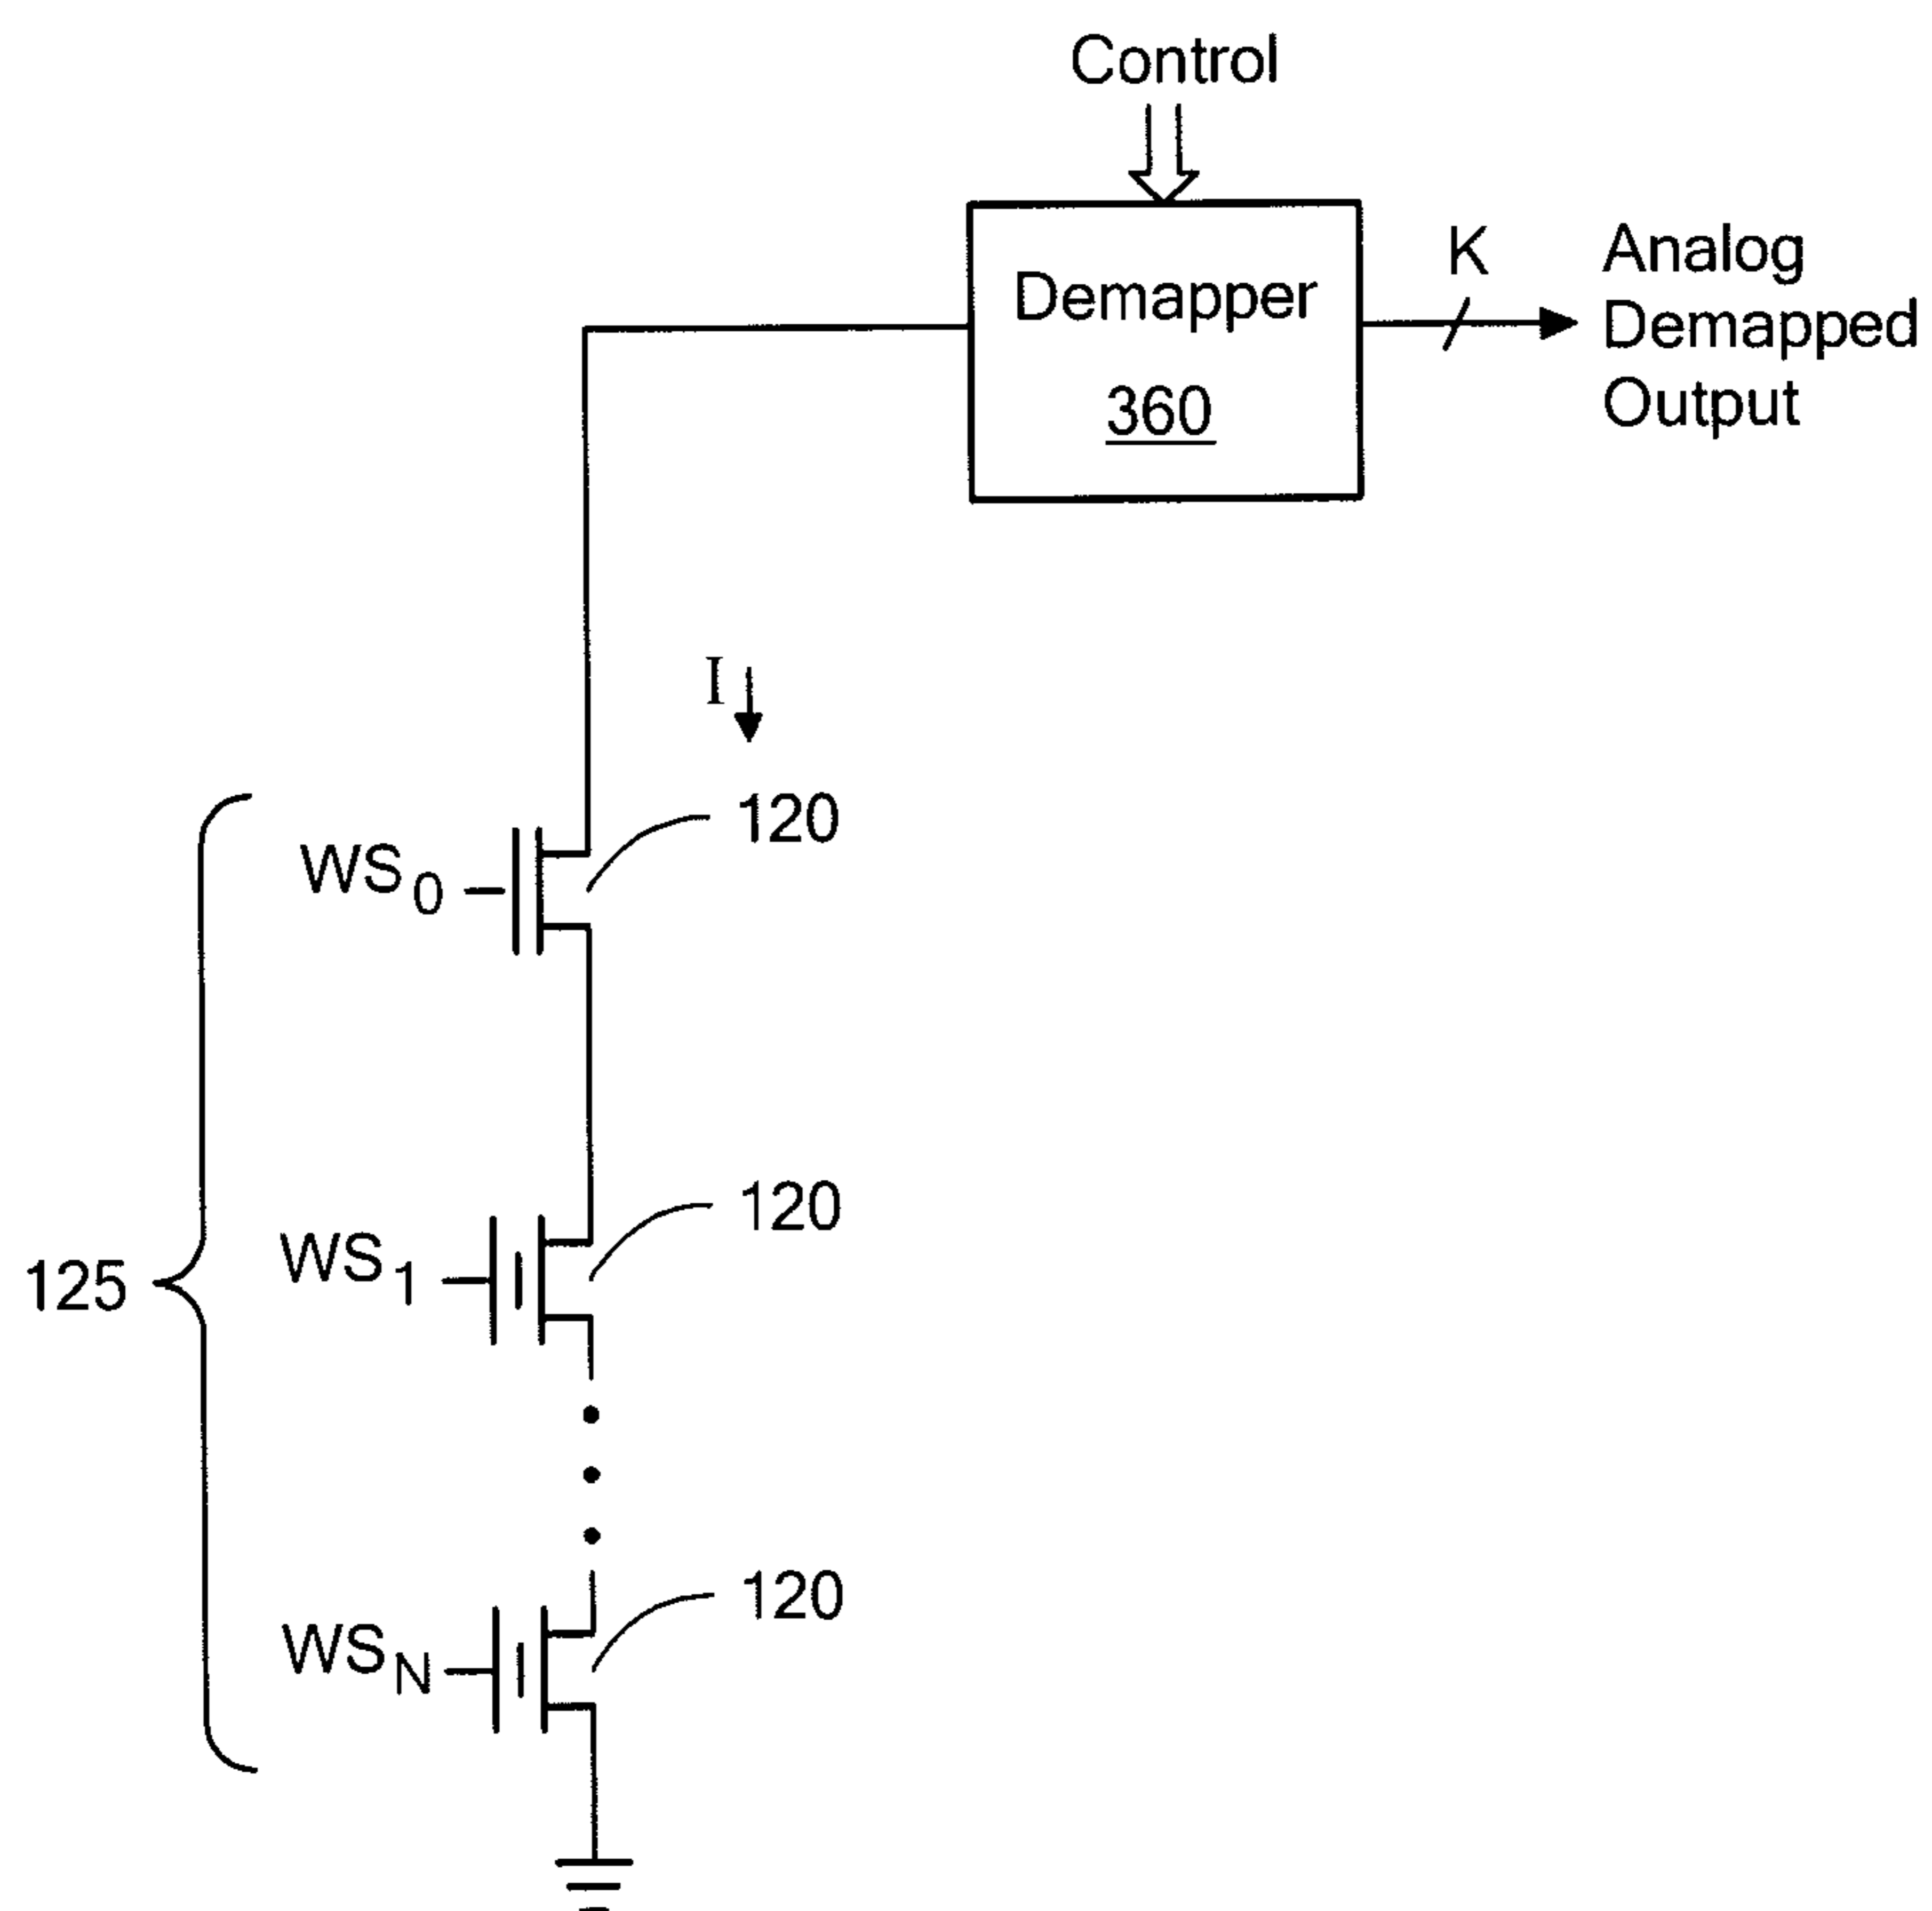 Control
Demapper
360
K
Analog
Demapped
Output
I
120
WS0
120
WS1
125
120
WSN